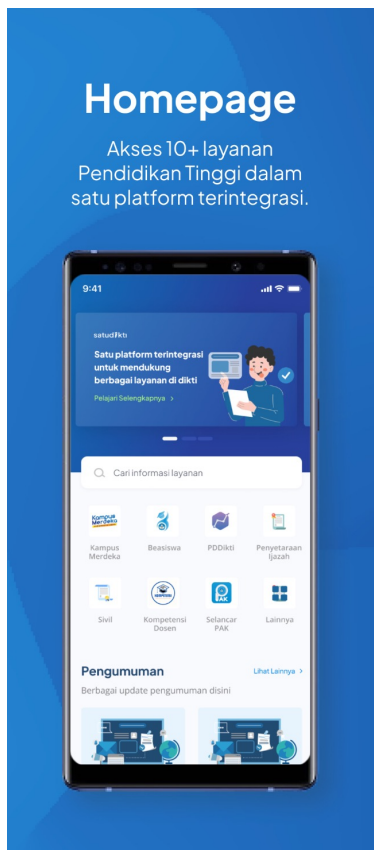 Homepage
Akses 10+ layanan
Pendidikan Tinggi dalam
satu platform terintegrasi.
9:41
satudikti
Satu platform terintegrasi
untuk mendukung
berbagai layanan di dikti
Pelajari Selengkapnya >
Cari informasi layanan
Kampus
Merdeka
PAK
Kampus
Merdeka
Beasiswa
PDDikti
Penyetaraan
Ijazah
Sivil
Kompetensi
Dosen
Selancar
PAK
Lainnya
Pengumuman
Lihat Lainnya >
Berbagai update pengumuman disini